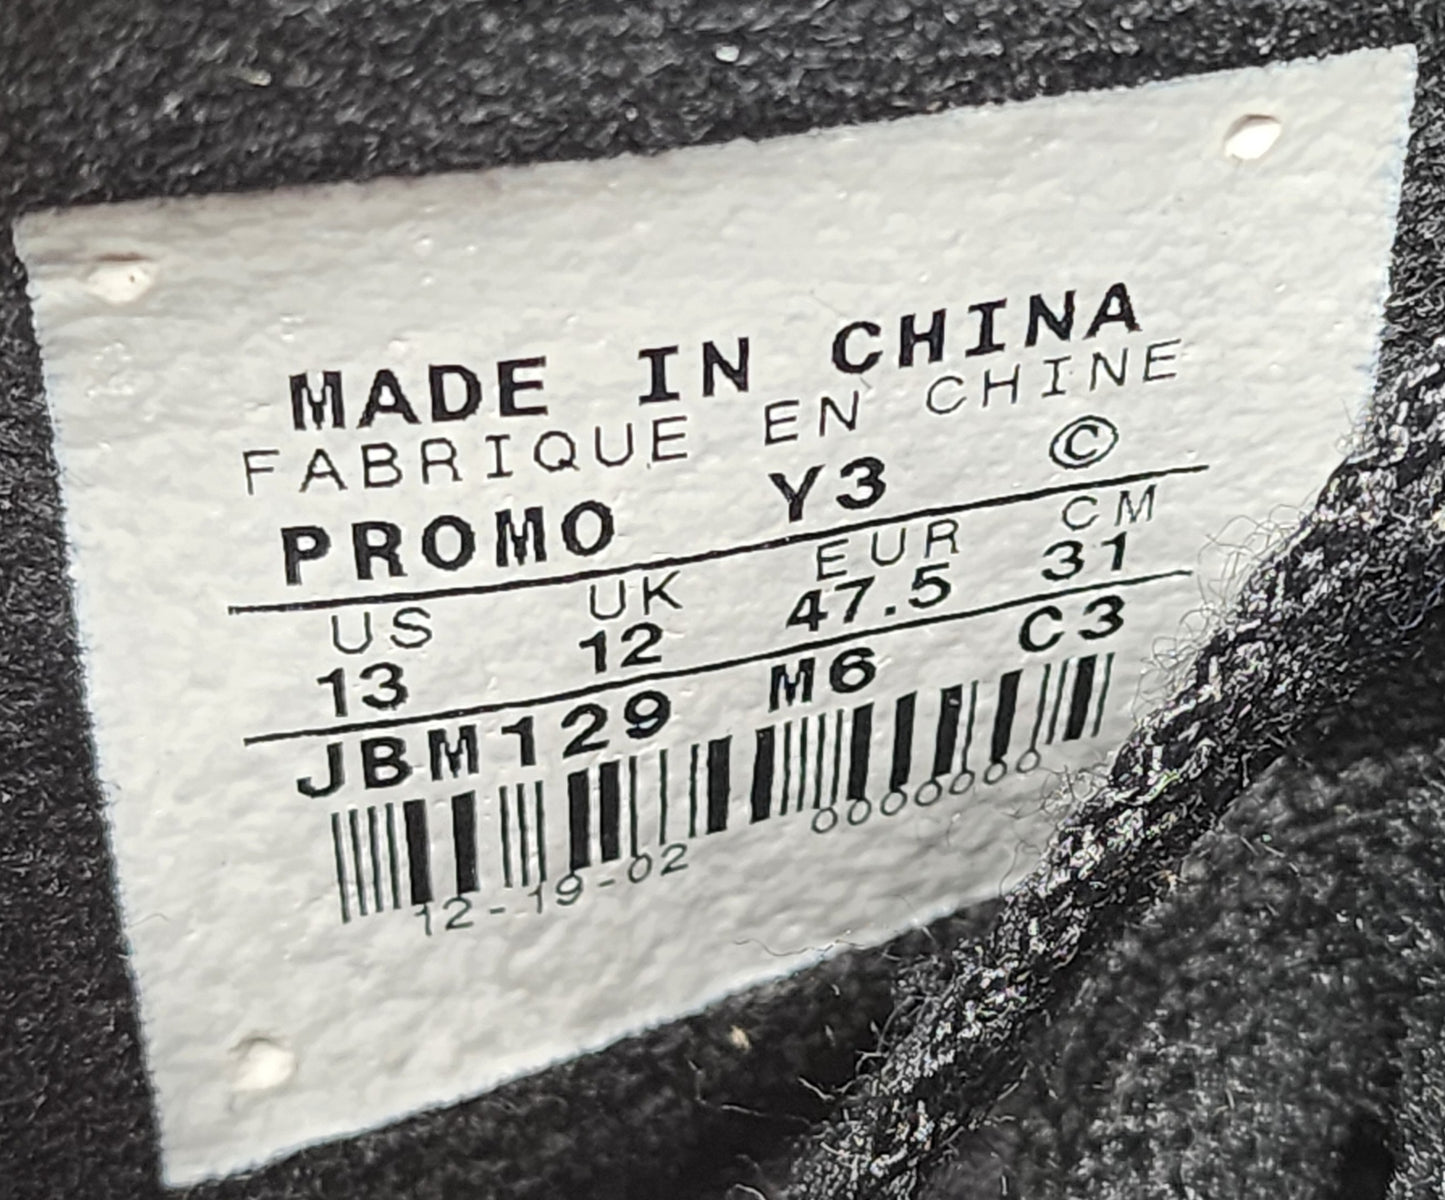 MADE IN CHINA
FABRIQUE EN CHINE
PROMO Y3 ©
US UK EUR CM
13 12 47.5 31
JBM129 M6 C3
12-19-02 0000000